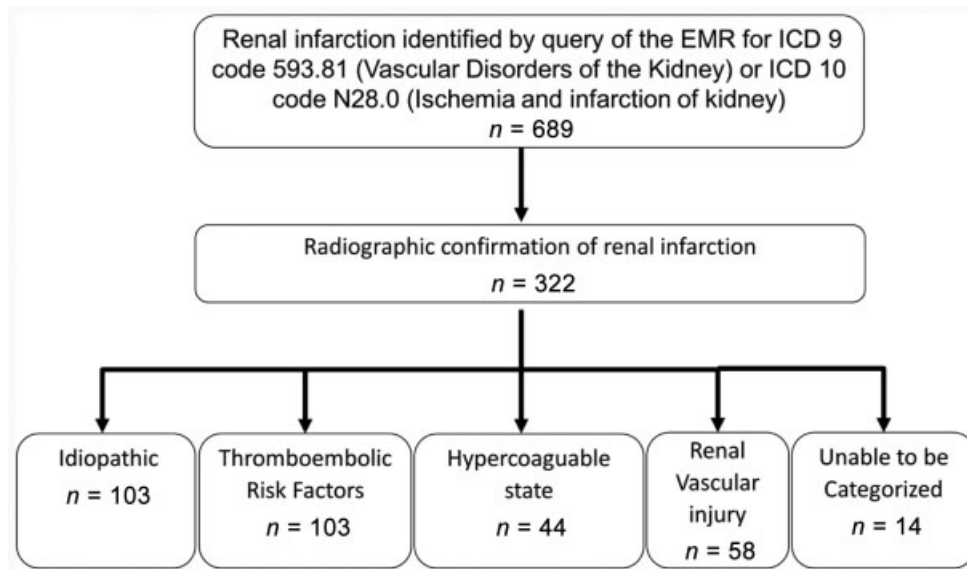 Renal infarction identified by query of the EMR for ICD 9
code 593.81 (Vascular Disorders of the Kidney) or ICD 10
code N28.0 (Ischemia and infarction of kidney)
n = 689
Radiographic confirmation of renal infarction
n = 322
Idiopathic
n = 103
Thromboembolic
Risk Factors
n = 103
Hypercoaguable
state
n = 44
Renal
Vascular
injury
n = 58
Unable to be
Categorized
n = 14